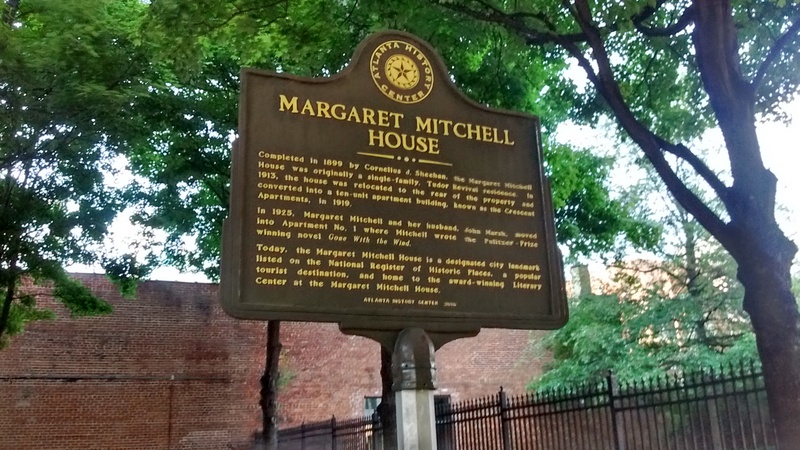 ATLANTA HISTORY
CENTER
MARGARET MITCHELL
HOUSE
Completed in 1899 by Cornelius J. Sheehan, the Margaret Mitchell
House was originally a single-family, Tudor Revival residence. In
1913, the house was relocated to the rear of the property and
converted into a ten-unit apartment building, known as the Crescent
Apartments, in 1919.
In 1925, Margaret Mitchell and her husband, John Marsh, moved
into Apartment No. 1 where Mitchell wrote the Pulitzer-Prize
winning novel Gone With the Wind.
Today, the Margaret Mitchell House is a designated city landmark
listed on the National Register of Historic Places, a popular
tourist destination, and home to the award-winning Literary
Center at the Margaret Mitchell House.
ATLANTA HISTORY CENTER